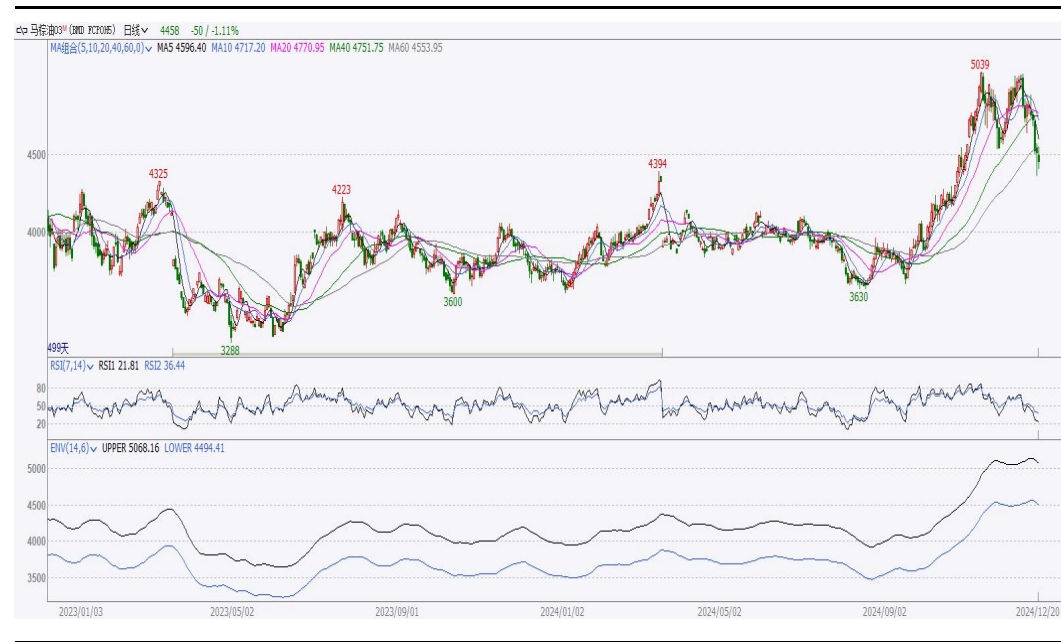 马棕油03M (BMD FCPOH5) 日线 4458 -50 / -1.11%
MA组合(5,10,20,40,60,0) MA5 4596.40 MA10 4717.20 MA20 4770.95 MA40 4751.75 MA60 4553.95
5039
4500
4394
4325
4223
4000
3600
3630
3288
499天
RSI(7,14) RSI1 21.81 RSI2 36.44
80
50
20
ENV(14,6) UPPER 5068.16 LOWER 4494.41
5000
4500
4000
3500
2023/01/03 2023/05/02 2023/09/01 2024/01/02 2024/05/02 2024/09/02 2024/12/20